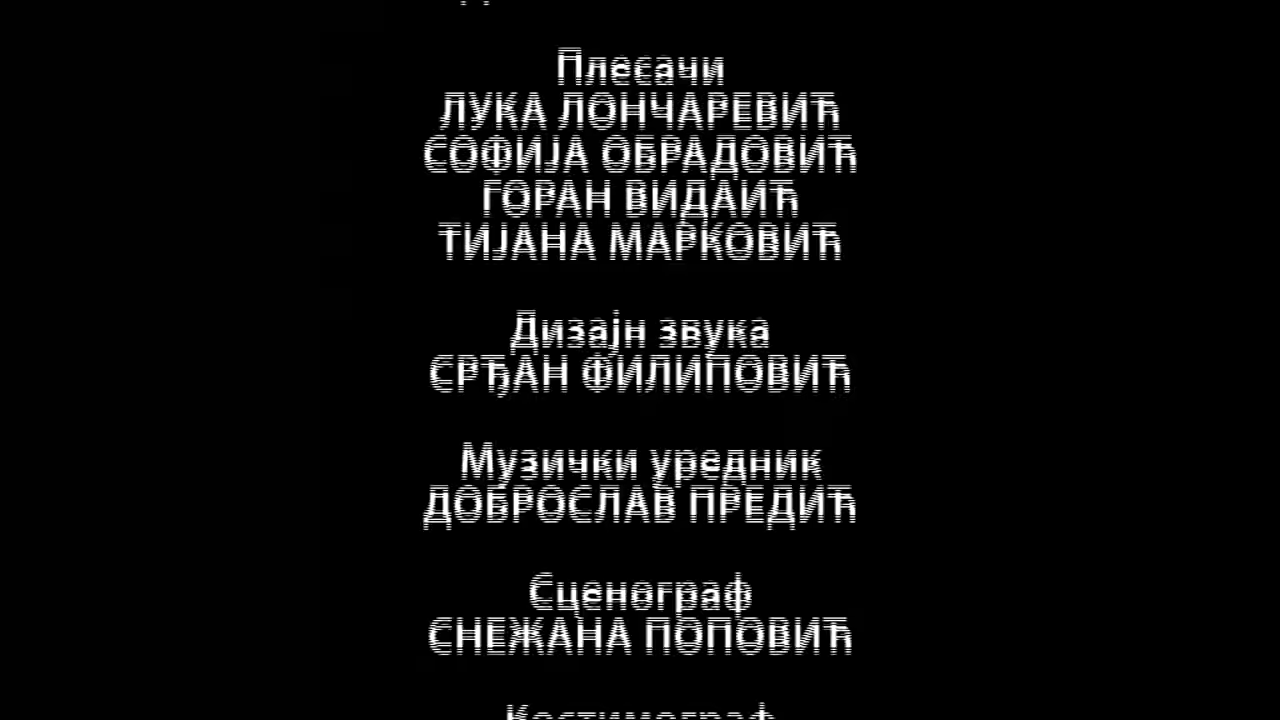 Плесачи
ЛУКА ЛОНЧАРЕВИЋ
СОФИЈА ОБРАДОВИЋ
ГОРАН ВИДАИЋ
ТИЈАНА МАРКОВИЋ
Дизајн звука
СРЂАН ФИЛИПОВИЋ
Музички уредник
ДОБРОСЛАВ ПРЕДИЋ
Сценограф
СНЕЖАНА ПОПОВИЋ
Костимограф